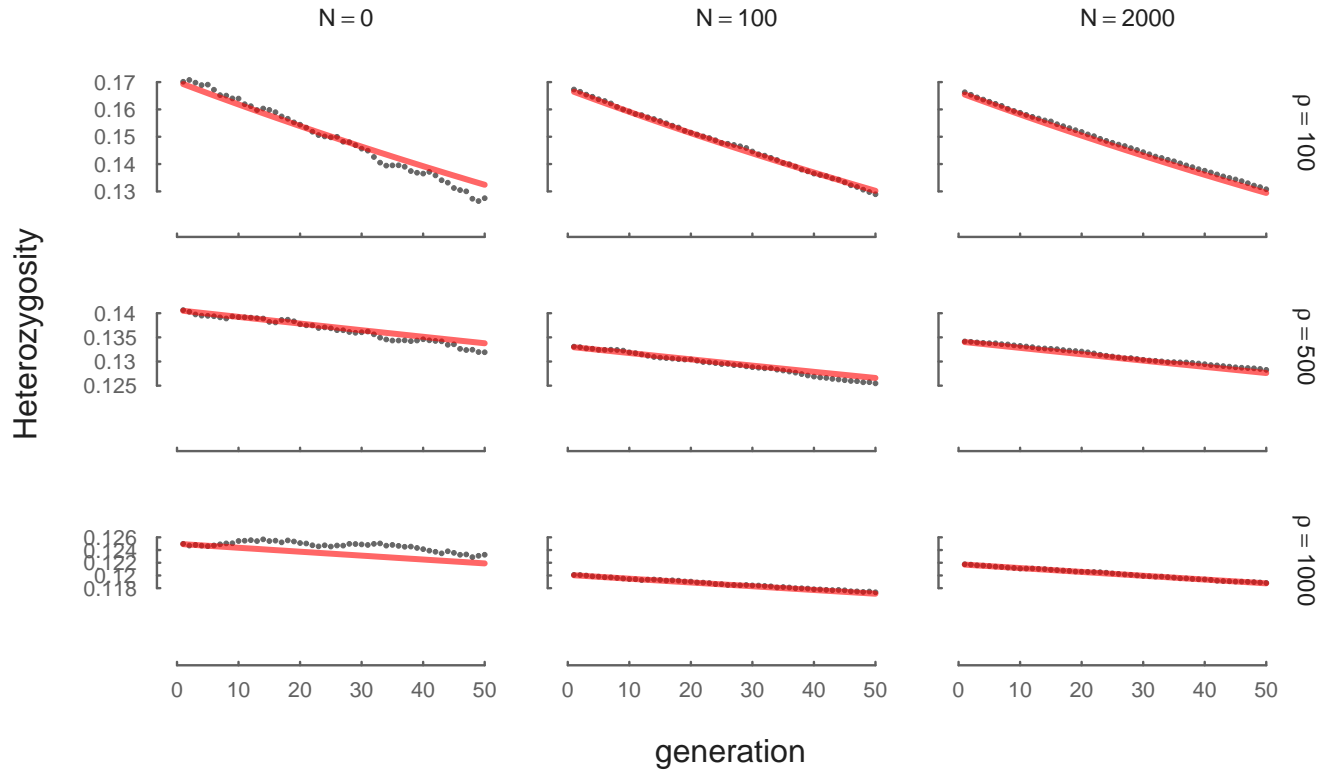 N = 0 N = 100 N = 2000
0.17
0.16
0.15
0.14
0.13
ρ = 100
Heterozygosity
0.14
0.135
0.13
0.125
ρ = 500
0.126
0.124
0.122
0.12
0.118
ρ = 1000
0 10 20 30 40 50 0 10 20 30 40 50 0 10 20 30 40 50
generation